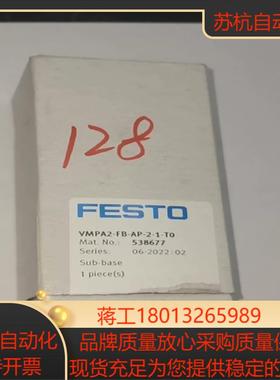 苏杭自动
128
FESTO
VMPA2-FB-AP-2-1-T0
Mat. No.: 538677
Series: 06-2022:02
Sub-base
1 piece(s)
蒋工18013265989
自动化 品牌质量放心采购质量保
开票 现货充足为您提供稳定的